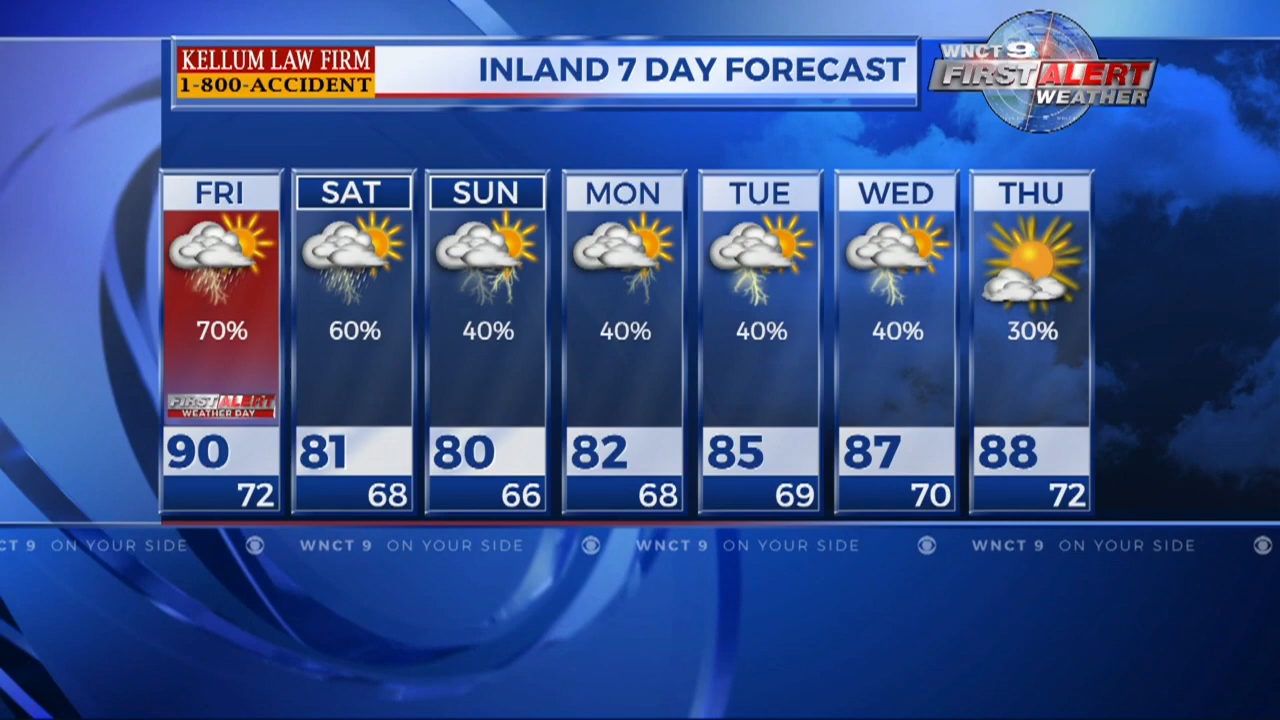 KELLUM LAW FIRM
1-800-ACCIDENT
INLAND 7 DAY FORECAST
WNCT 9
FIRST ALERT
WEATHER
FRI SAT SUN MON TUE WED THU
70% 60% 40% 40% 40% 40% 30%
FIRST ALERT
WEATHER DAY
90 81 80 82 85 87 88
72 68 66 68 69 70 72
CT 9 ON YOUR SIDE WNCT 9 ON YOUR SIDE WNCT 9 ON YOUR SIDE WNCT 9 ON YOUR SIDE